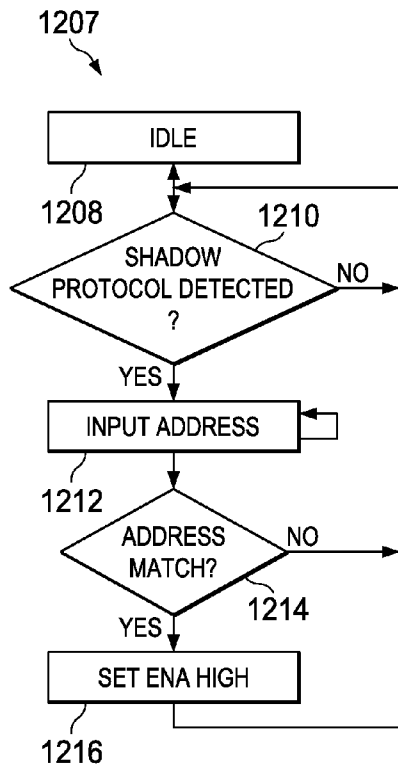 1207
IDLE
1208
1210
SHADOW
PROTOCOL DETECTED
?
NO
YES
INPUT ADDRESS
1212
ADDRESS
MATCH?
NO
1214
YES
SET ENA HIGH
1216